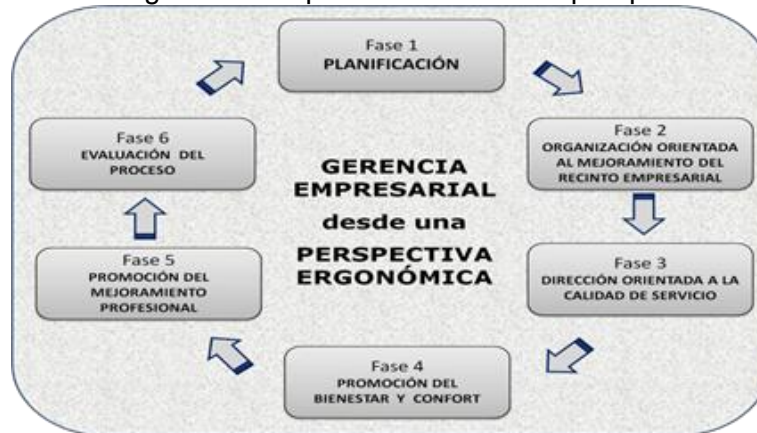 Fase 1
PLANIFICACIÓN
Fase 2
ORGANIZACIÓN ORIENTADA
AL MEJORAMIENTO DEL
RECINTO EMPRESARIAL
Fase 3
DIRECCIÓN ORIENTADA A LA
CALIDAD DE SERVICIO
Fase 4
PROMOCIÓN DEL
BIENESTAR Y CONFORT
Fase 5
PROMOCIÓN DEL
MEJORAMIENTO
PROFESIONAL
Fase 6
EVALUACIÓN DEL
PROCESO
GERENCIA
EMPRESARIAL
desde una
PERSPECTIVA
ERGONÓMICA